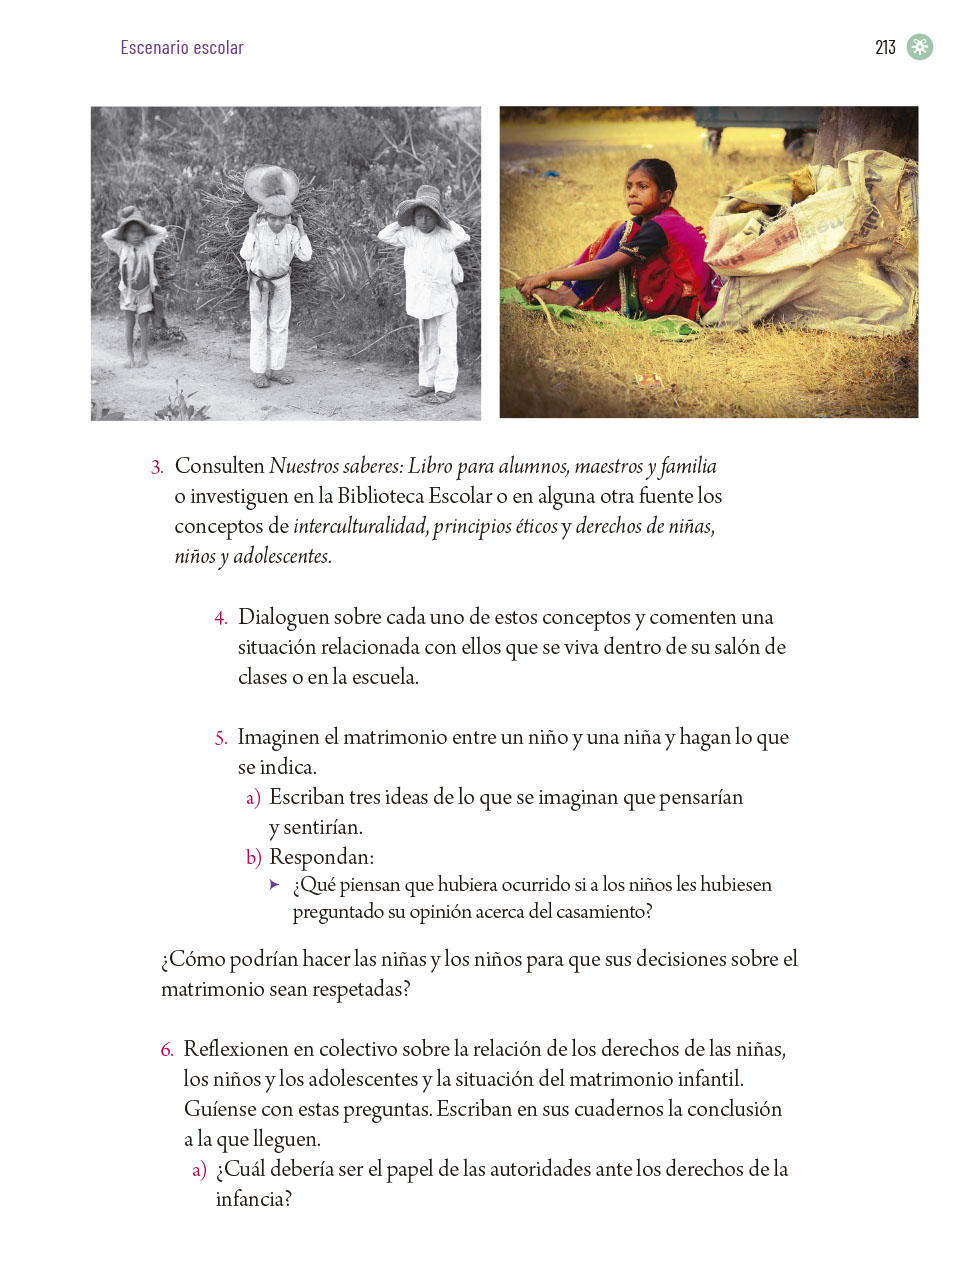 Escenario escolar
213
3. Consulten Nuestros saberes: Libro para alumnos, maestros y familia
o investiguen en la Biblioteca Escolar o en alguna otra fuente los
conceptos de interculturalidad, principios éticos y derechos de niñas,
niños y adolescentes.
4. Dialoguen sobre cada uno de estos conceptos y comenten una
situación relacionada con ellos que se viva dentro de su salón de
clases o en la escuela.
5. Imaginen el matrimonio entre un niño y una niña y hagan lo que
se indica.
a) Escriban tres ideas de lo que se imaginan que pensarían
y sentirían.
b) Respondan:
➤ ¿Qué piensan que hubiera ocurrido si a los niños les hubiesen
preguntado su opinión acerca del casamiento?
¿Cómo podrían hacer las niñas y los niños para que sus decisiones sobre el
matrimonio sean respetadas?
6. Reflexionen en colectivo sobre la relación de los derechos de las niñas,
los niños y los adolescentes y la situación del matrimonio infantil.
Guíense con estas preguntas. Escriban en sus cuadernos la conclusión
a la que lleguen.
a) ¿Cuál debería ser el papel de las autoridades ante los derechos de la
infancia?